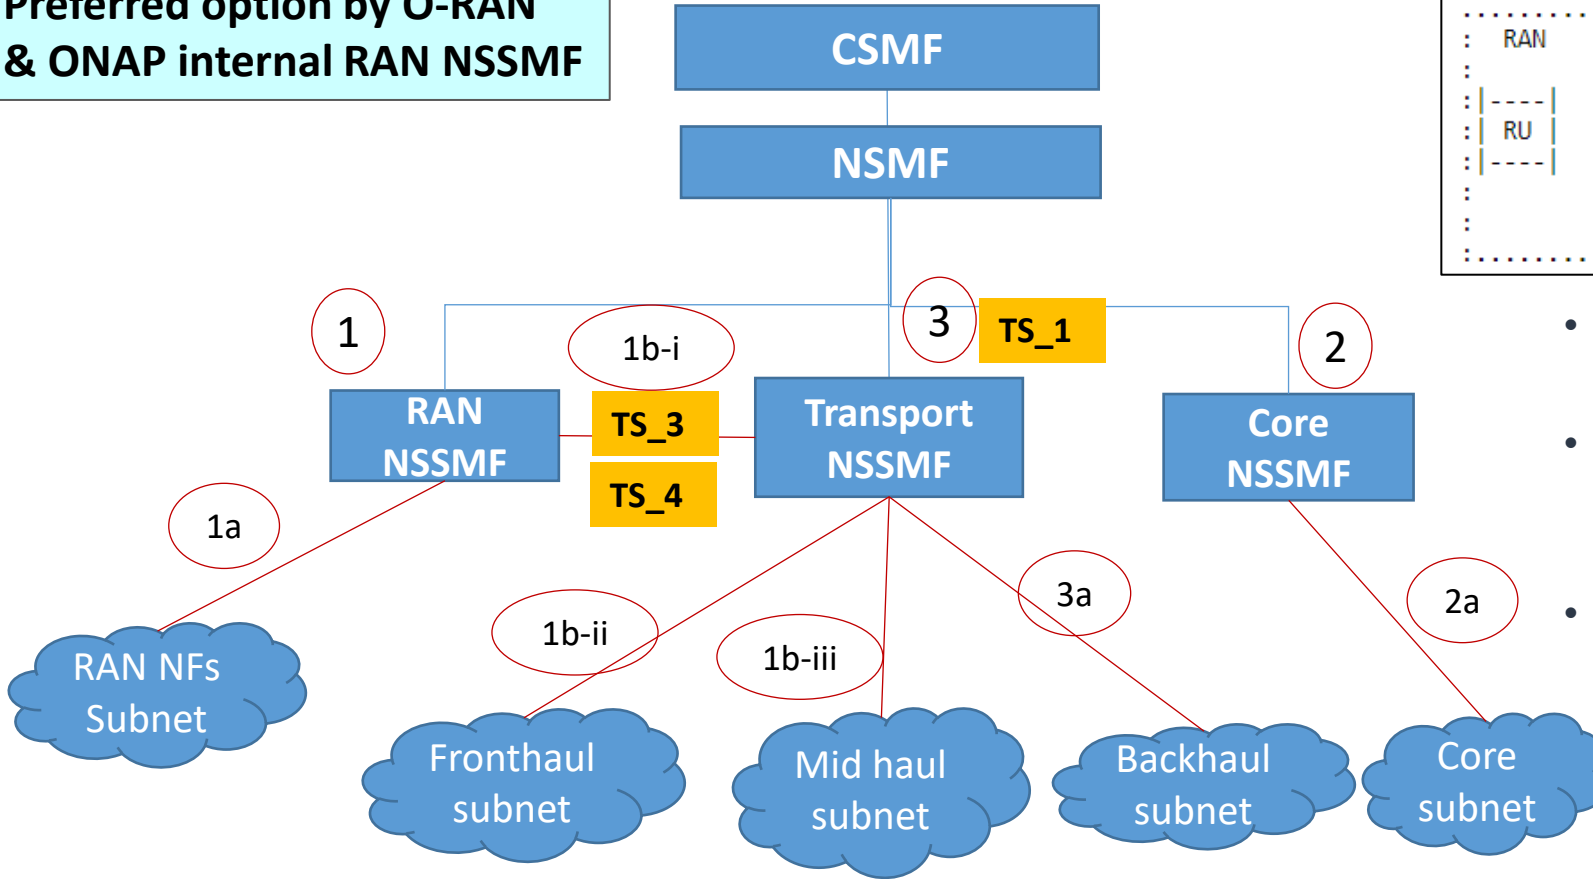 Preferred option by O-RAN
& ONAP internal RAN NSSMF
CSMF
NSMF
..........
: RAN
:
:|----|
:| RU |
:|----|
:
:
:.........
1
1b-i
3
TS_1
2
RAN
NSSMF
TS_3
TS_4
Transport
NSSMF
Core
NSSMF
1a
1b-ii
1b-iii
3a
2a
RAN NFs
Subnet
Fronthaul
subnet
Mid haul
subnet
Backhaul
subnet
Core
subnet